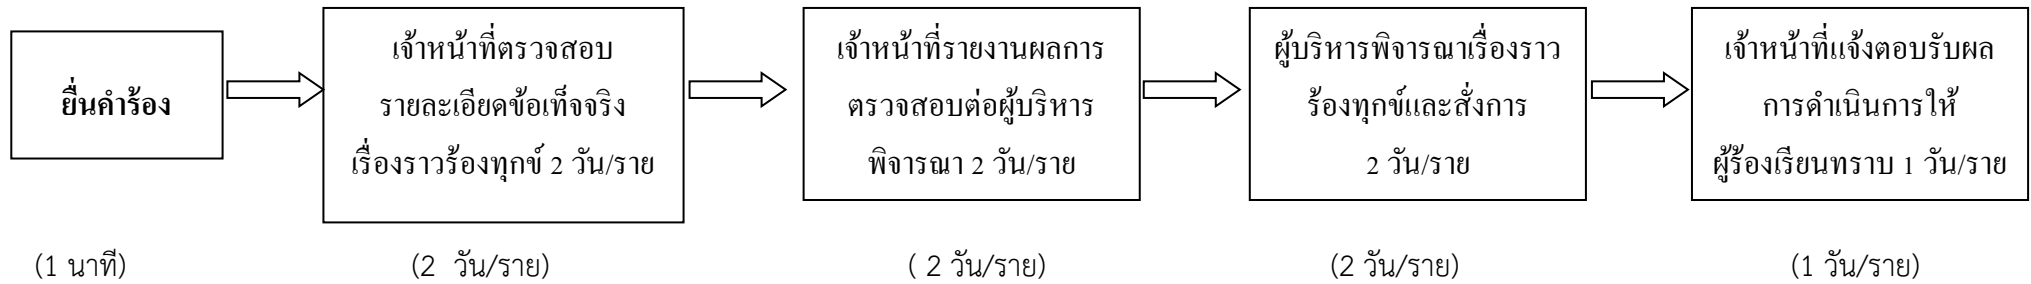 ยื่นคำร้อง
เจ้าหน้าที่ตรวจสอบ
รายละเอียดข้อเท็จจริง
เรื่องราวร้องทุกข์ 2 วัน/ราย
เจ้าหน้าที่รายงานผลการ
ตรวจสอบต่อผู้บริหาร
พิจารณา 2 วัน/ราย
ผู้บริหารพิจารณาเรื่องราว
ร้องทุกข์และสั่งการ
2 วัน/ราย
เจ้าหน้าที่แจ้งตอบรับผล
การดำเนินการให้
ผู้ร้องเรียนทราบ 1 วัน/ราย
(1 นาที)
(2 วัน/ราย)
( 2 วัน/ราย)
(2 วัน/ราย)
(1 วัน/ราย)